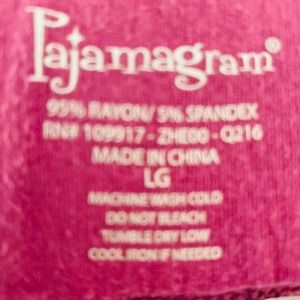 Pajamagram®
95% RAYON/ 5% SPANDEX
RN# 109917 - ZHE00 - Q216
MADE IN CHINA
LG
MACHINE WASH COLD
DO NOT BLEACH
TUMBLE DRY LOW
COOL IRON IF NEEDED